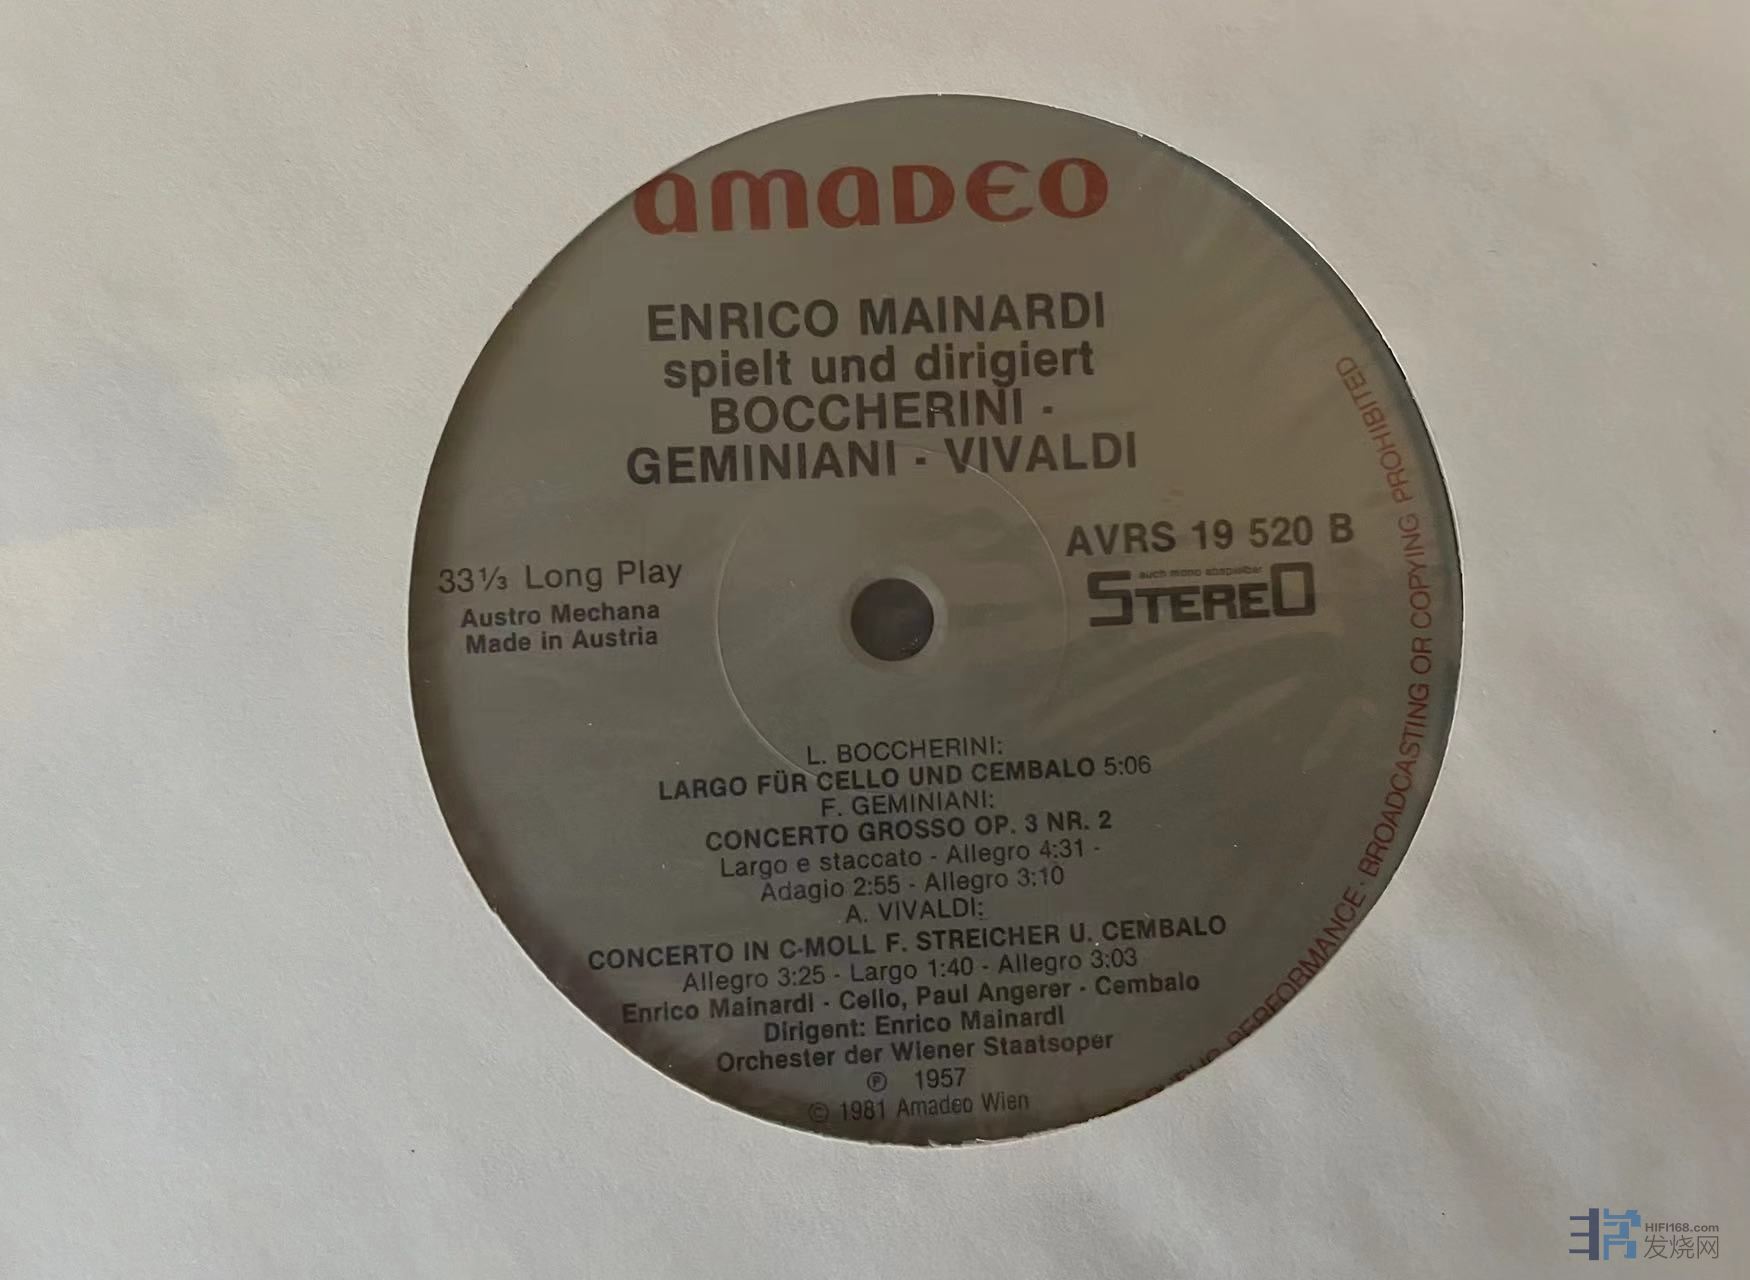 amaDEO
ENRICO MAINARDI
spielt und dirigiert
BOCCHERINI -
GEMINIANI - VIVALDI
33⅓ Long Play
Austro Mechana
Made in Austria
AVRS 19 520 B
auch mono abspielbar
STEREO
L. BOCCHERINI:
LARGO FÜR CELLO UND CEMBALO 5:06
F. GEMINIANI:
CONCERTO GROSSO OP. 3 NR. 2
Largo e staccato - Allegro 4:31 -
Adagio 2:55 - Allegro 3:10
A. VIVALDI:
CONCERTO IN C-MOLL F. STREICHER U. CEMBALO
Allegro 3:25 - Largo 1:40 - Allegro 3:03
Enrico Mainardi - Cello, Paul Angerer - Cembalo
Dirigent: Enrico Mainardi
Orchester der Wiener Staatsoper
℗ 1957
© 1981 Amadeo Wien
PERFORMANCE · BROADCASTING OR COPYING PROHIBITED
HIFI168.com
发烧网